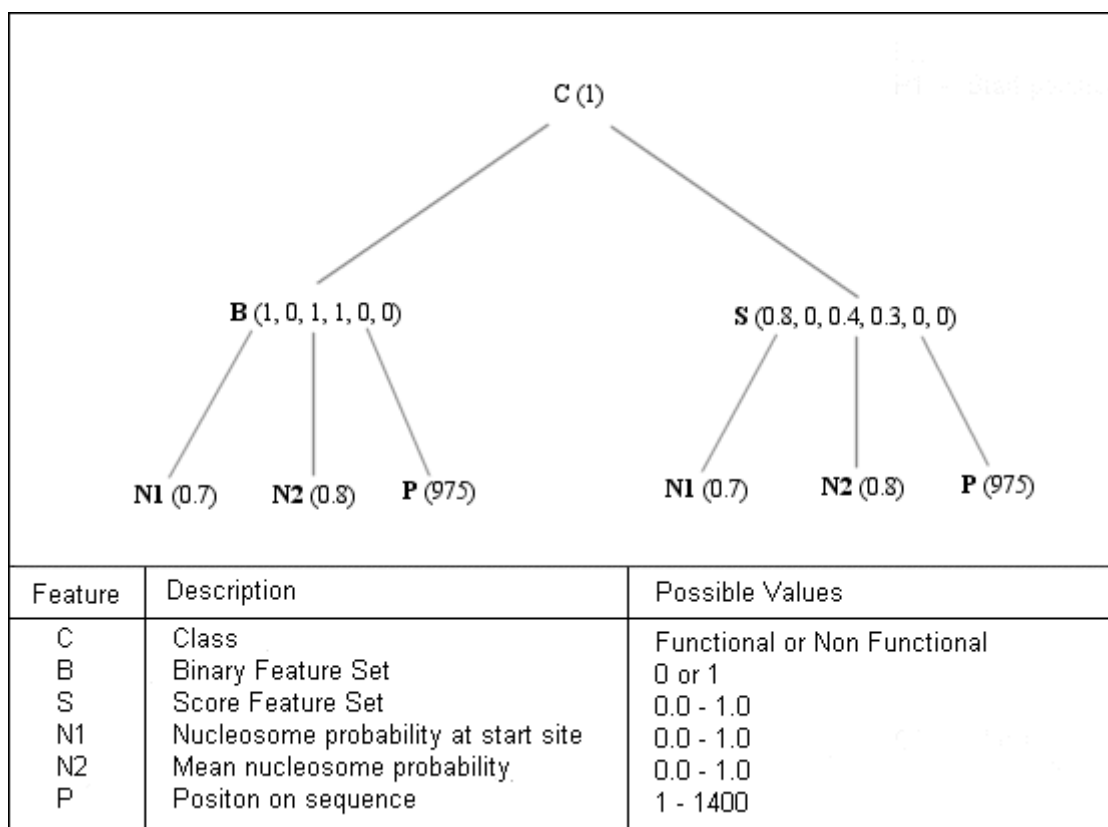 C (1)
B (1, 0, 1, 1, 0, 0)
S (0.8, 0, 0.4, 0.3, 0, 0)
N1 (0.7)
N2 (0.8)
P (975)
N1 (0.7)
N2 (0.8)
P (975)
Feature Description Possible Values
C Class Functional or Non Functional
B Binary Feature Set 0 or 1
S Score Feature Set 0.0 - 1.0
N1 Nucleosome probability at start site 0.0 - 1.0
N2 Mean nucleosome probability 0.0 - 1.0
P Positon on sequence 1 - 1400